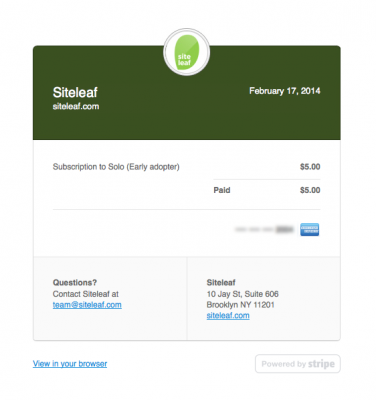 site
leaf
Siteleaf
siteleaf.com
February 17, 2014
Subscription to Solo (Early adopter) $5.00
Paid $5.00
Questions?
Contact Siteleaf at
team@siteleaf.com
Siteleaf
10 Jay St, Suite 606
Brooklyn NY 11201
siteleaf.com
View in your browser
Powered by stripe